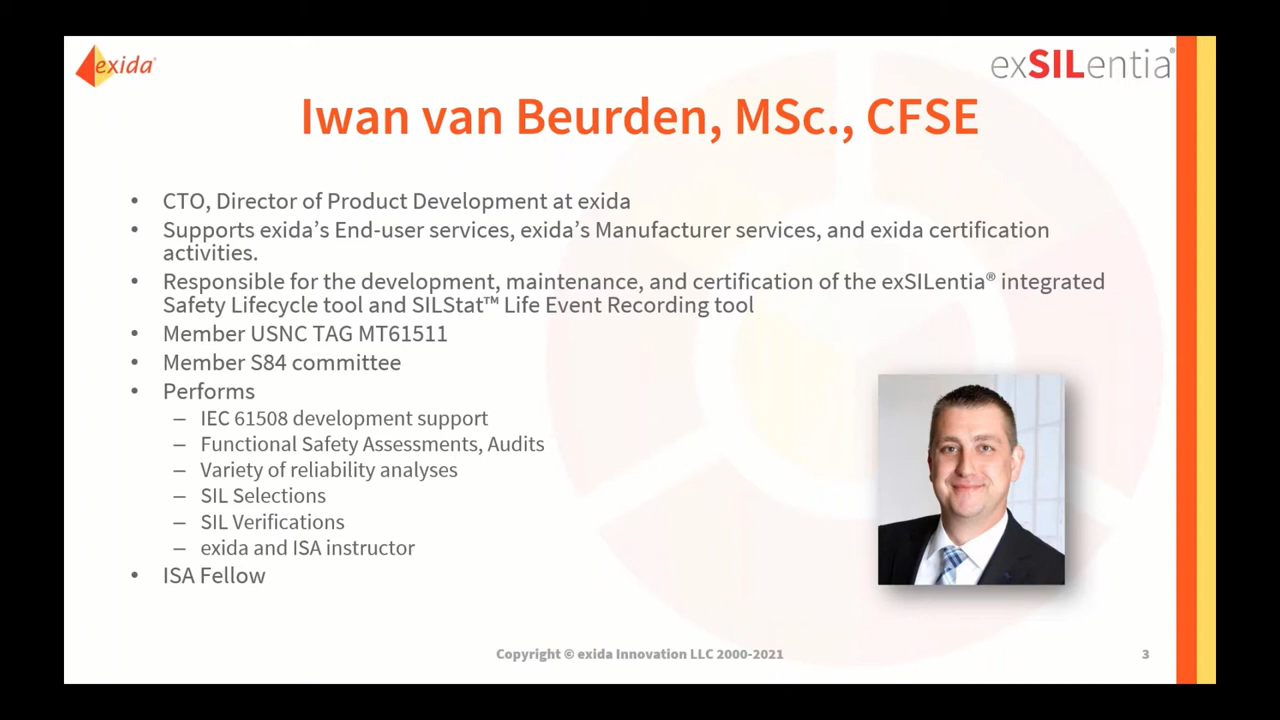 exida®
exSILentia®
Iwan van Beurden, MSc., CFSE
• CTO, Director of Product Development at exida
• Supports exida’s End-user services, exida’s Manufacturer services, and exida certification
activities.
• Responsible for the development, maintenance, and certification of the exSILentia® integrated
Safety Lifecycle tool and SILStat™ Life Event Recording tool
• Member USNC TAG MT61511
• Member S84 committee
• Performs
– IEC 61508 development support
– Functional Safety Assessments, Audits
– Variety of reliability analyses
– SIL Selections
– SIL Verifications
– exida and ISA instructor
• ISA Fellow
Copyright © exida Innovation LLC 2000-2021
3